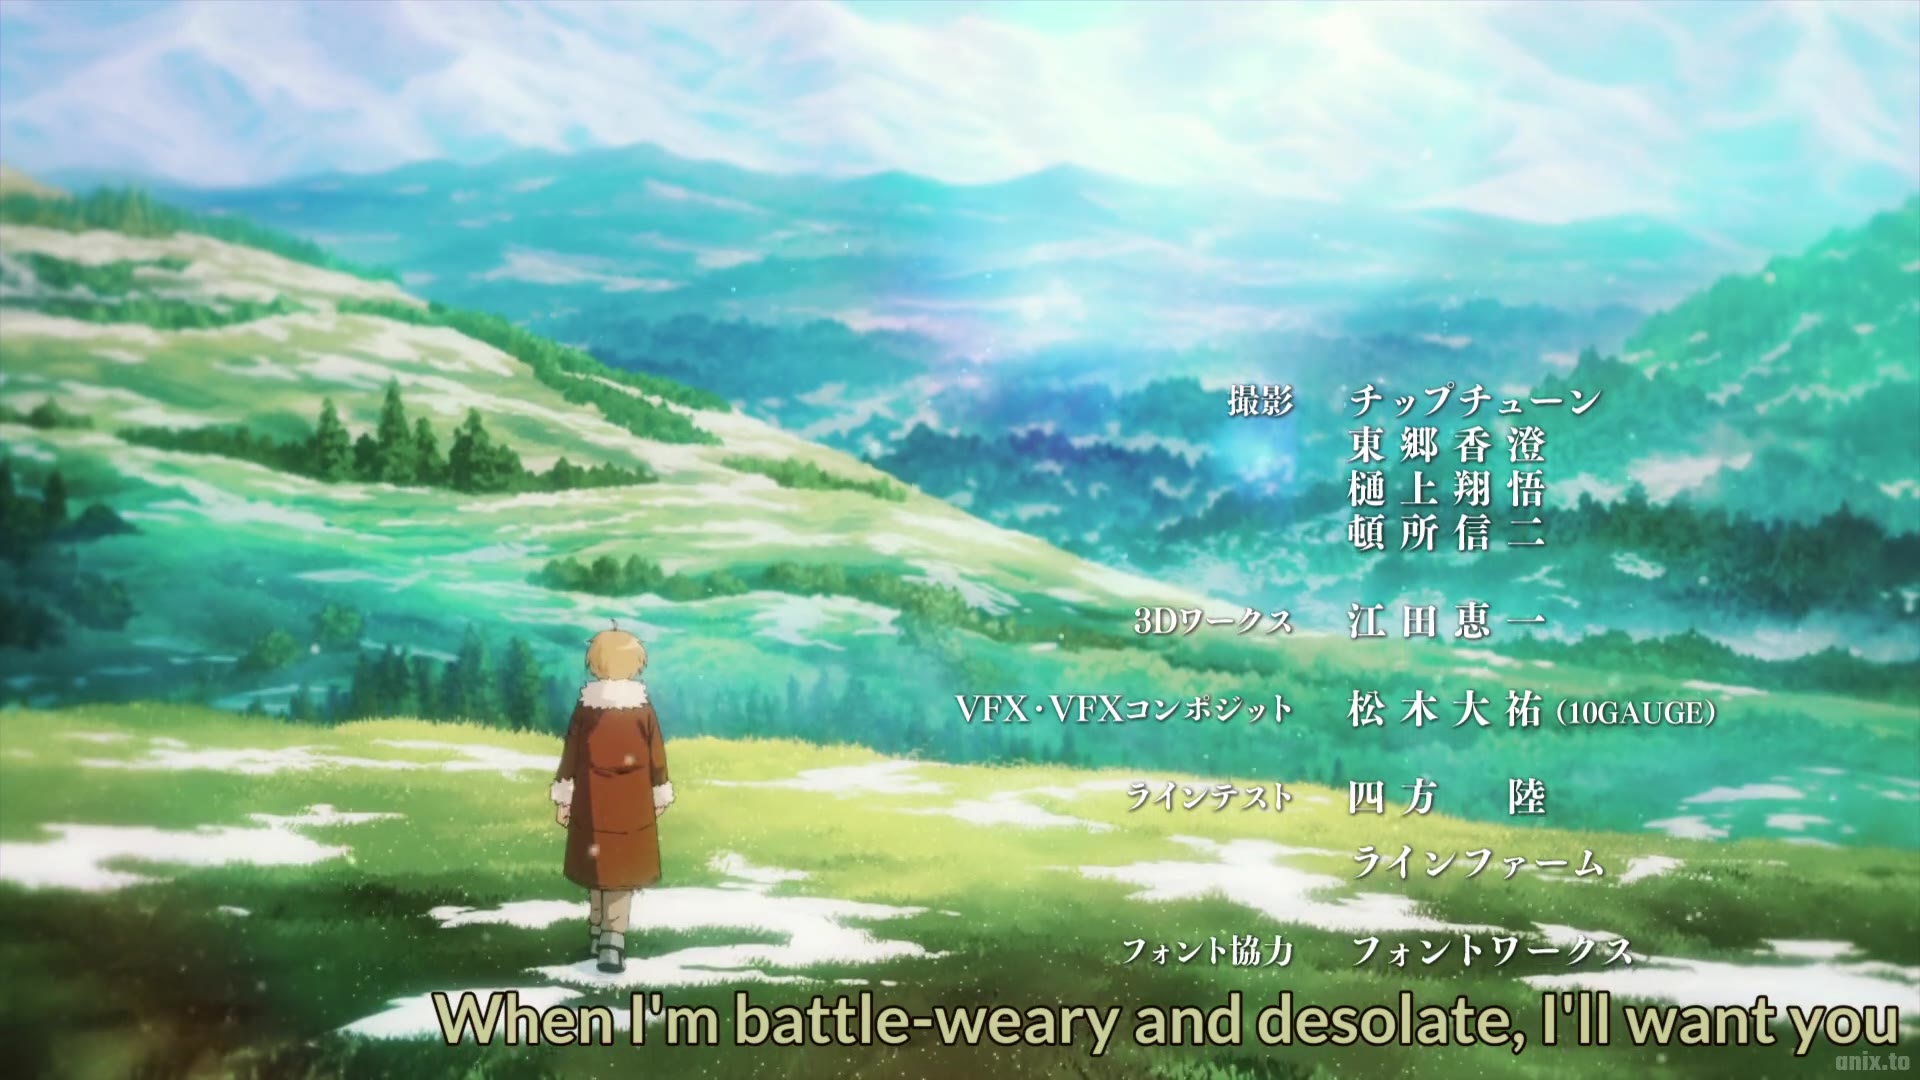 撮影 チップチューン
東郷香澄
樋上翔悟
頓所信二
3Dワークス 江田恵一
VFX・VFXコンポジット 松木大祐(10GAUGE)
ラインテスト 四方 陸
ラインファーム
フォント協力 フォントワークス
When I'm battle-weary and desolate, I'll want you
anix.to